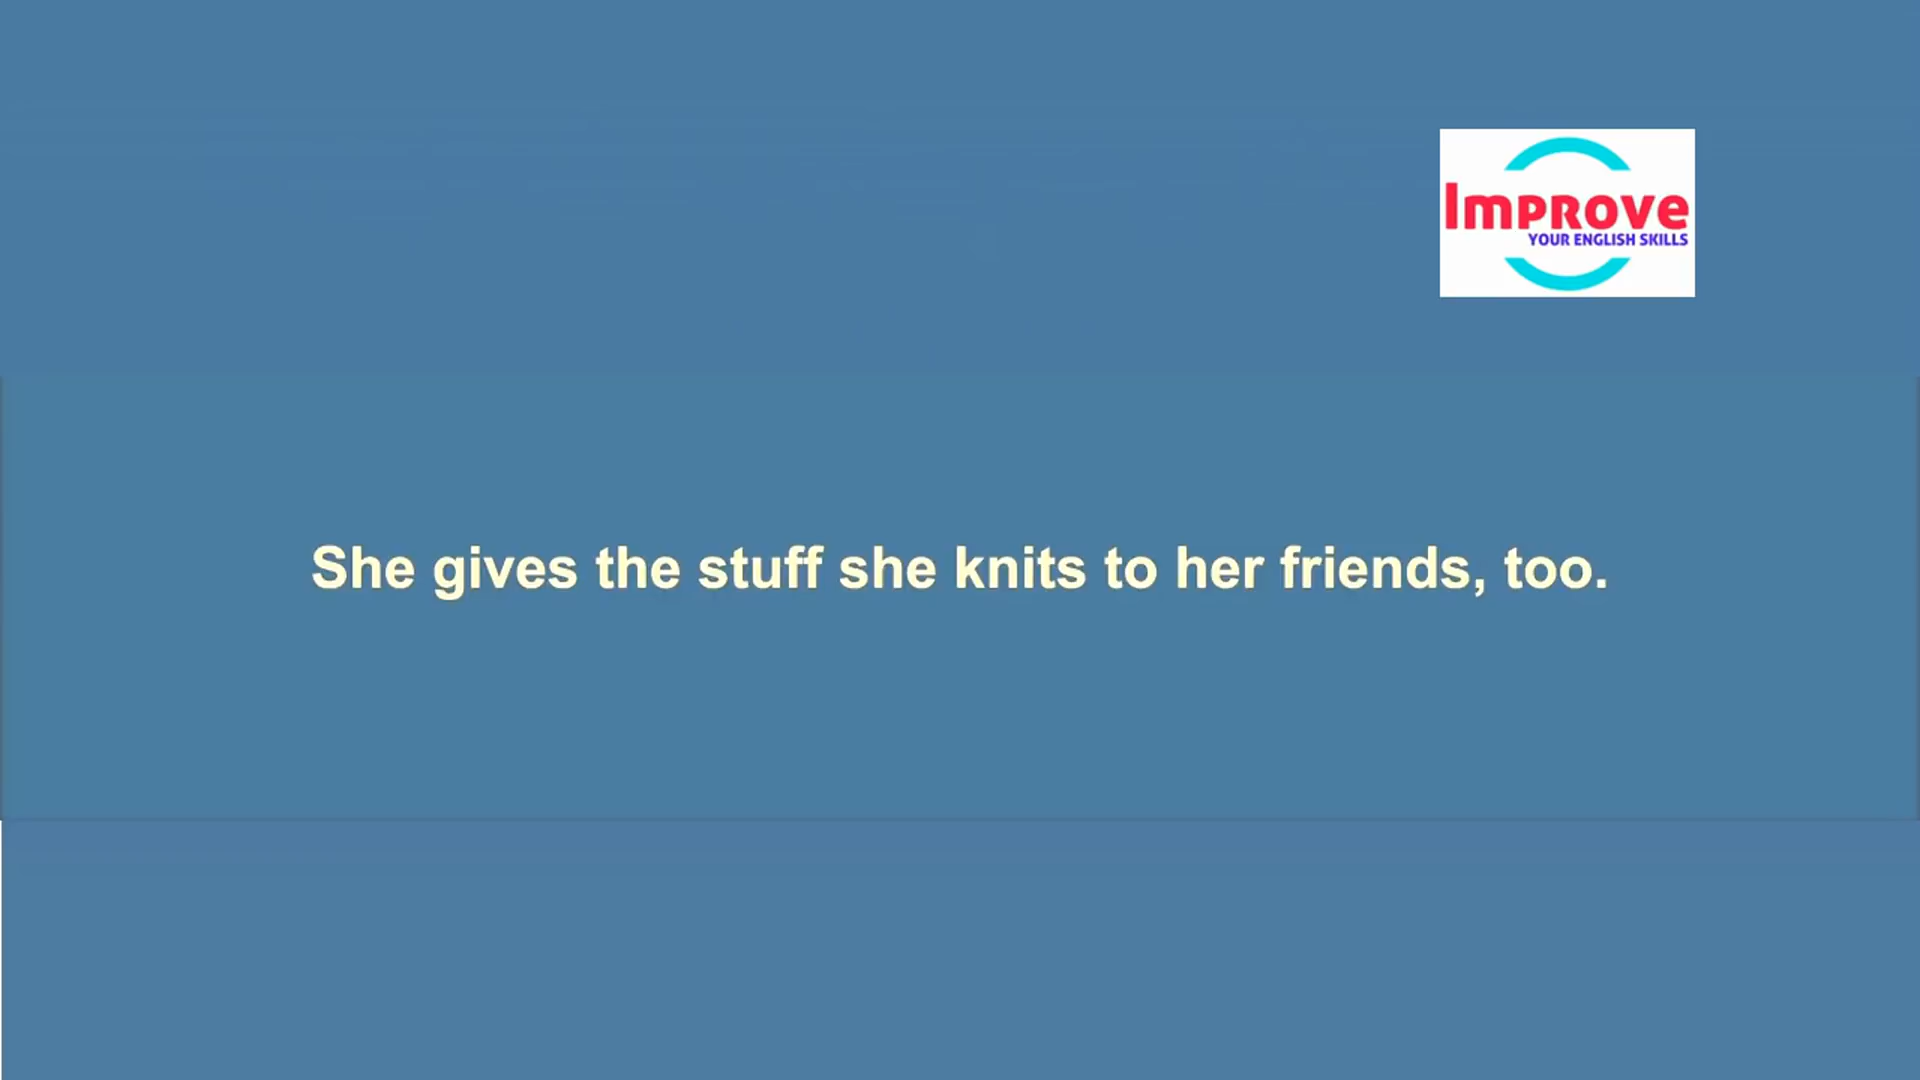 Improve
YOUR ENGLISH SKILLS
She gives the stuff she knits to her friends, too.